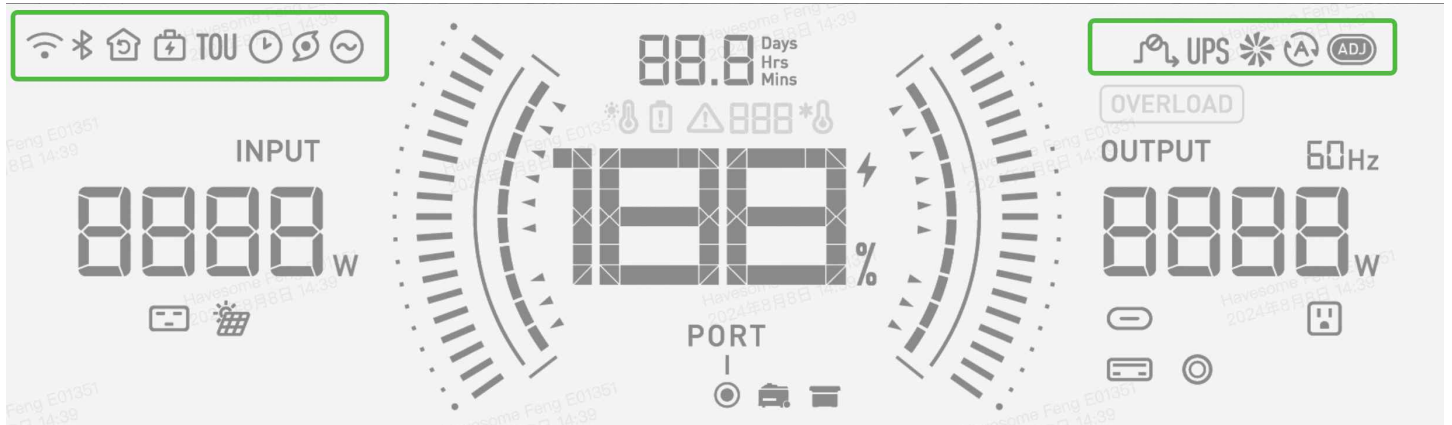 TOU
UPS
A
ADJ
88.8
Days
Hrs
Mins
OVERLOAD
888
INPUT
OUTPUT
60Hz
188
%
8888
W
8888
W
PORT
Havesome Feng E01351
2024年8月8日 14:39